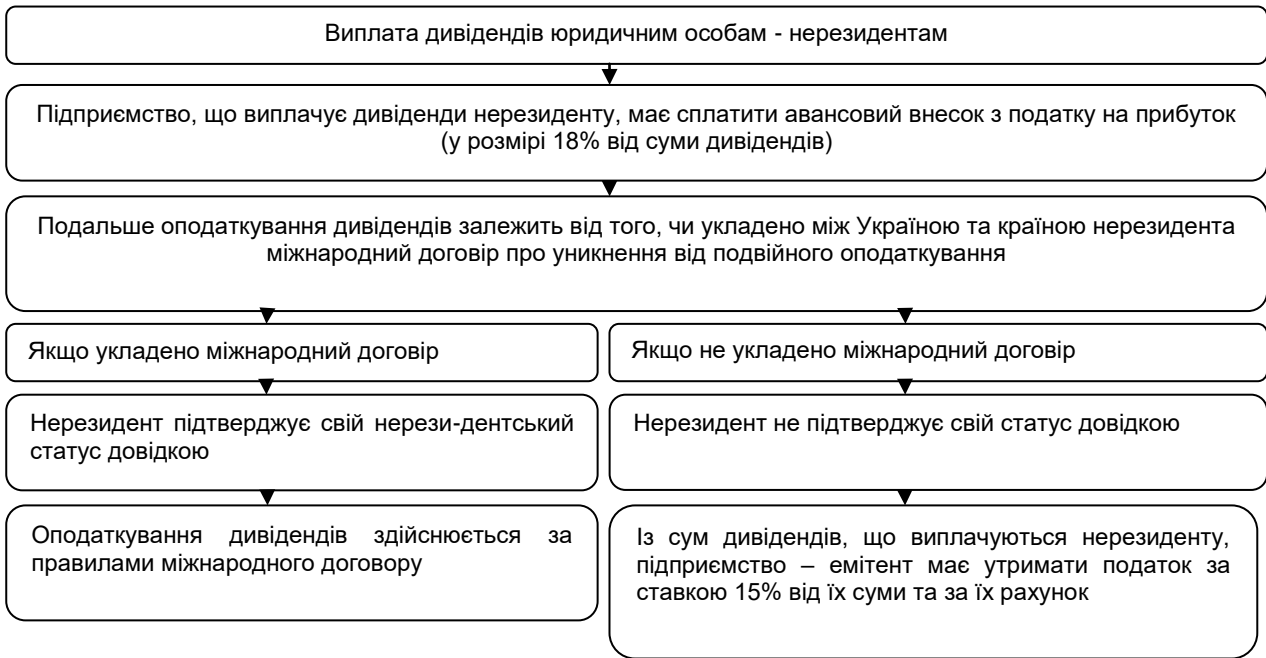 Виплата дивідендів юридичним особам - нерезидентам
Підприємство, що виплачує дивіденди нерезиденту, має сплатити авансовий внесок з податку на прибуток
(у розмірі 18% від суми дивідендів)
Подальше оподаткування дивідендів залежить від того, чи укладено між Україною та країною нерезидента
міжнародний договір про уникнення від подвійного оподаткування
Якщо укладено міжнародний договір
Якщо не укладено міжнародний договір
Нерезидент підтверджує свій нерези-дентський
статус довідкою
Нерезидент не підтверджує свій статус довідкою
Оподаткування дивідендів здійснюється за
правилами міжнародного договору
Із сум дивідендів, що виплачуються нерезиденту,
підприємство – емітент має утримати податок за
ставкою 15% від їх суми та за їх рахунок